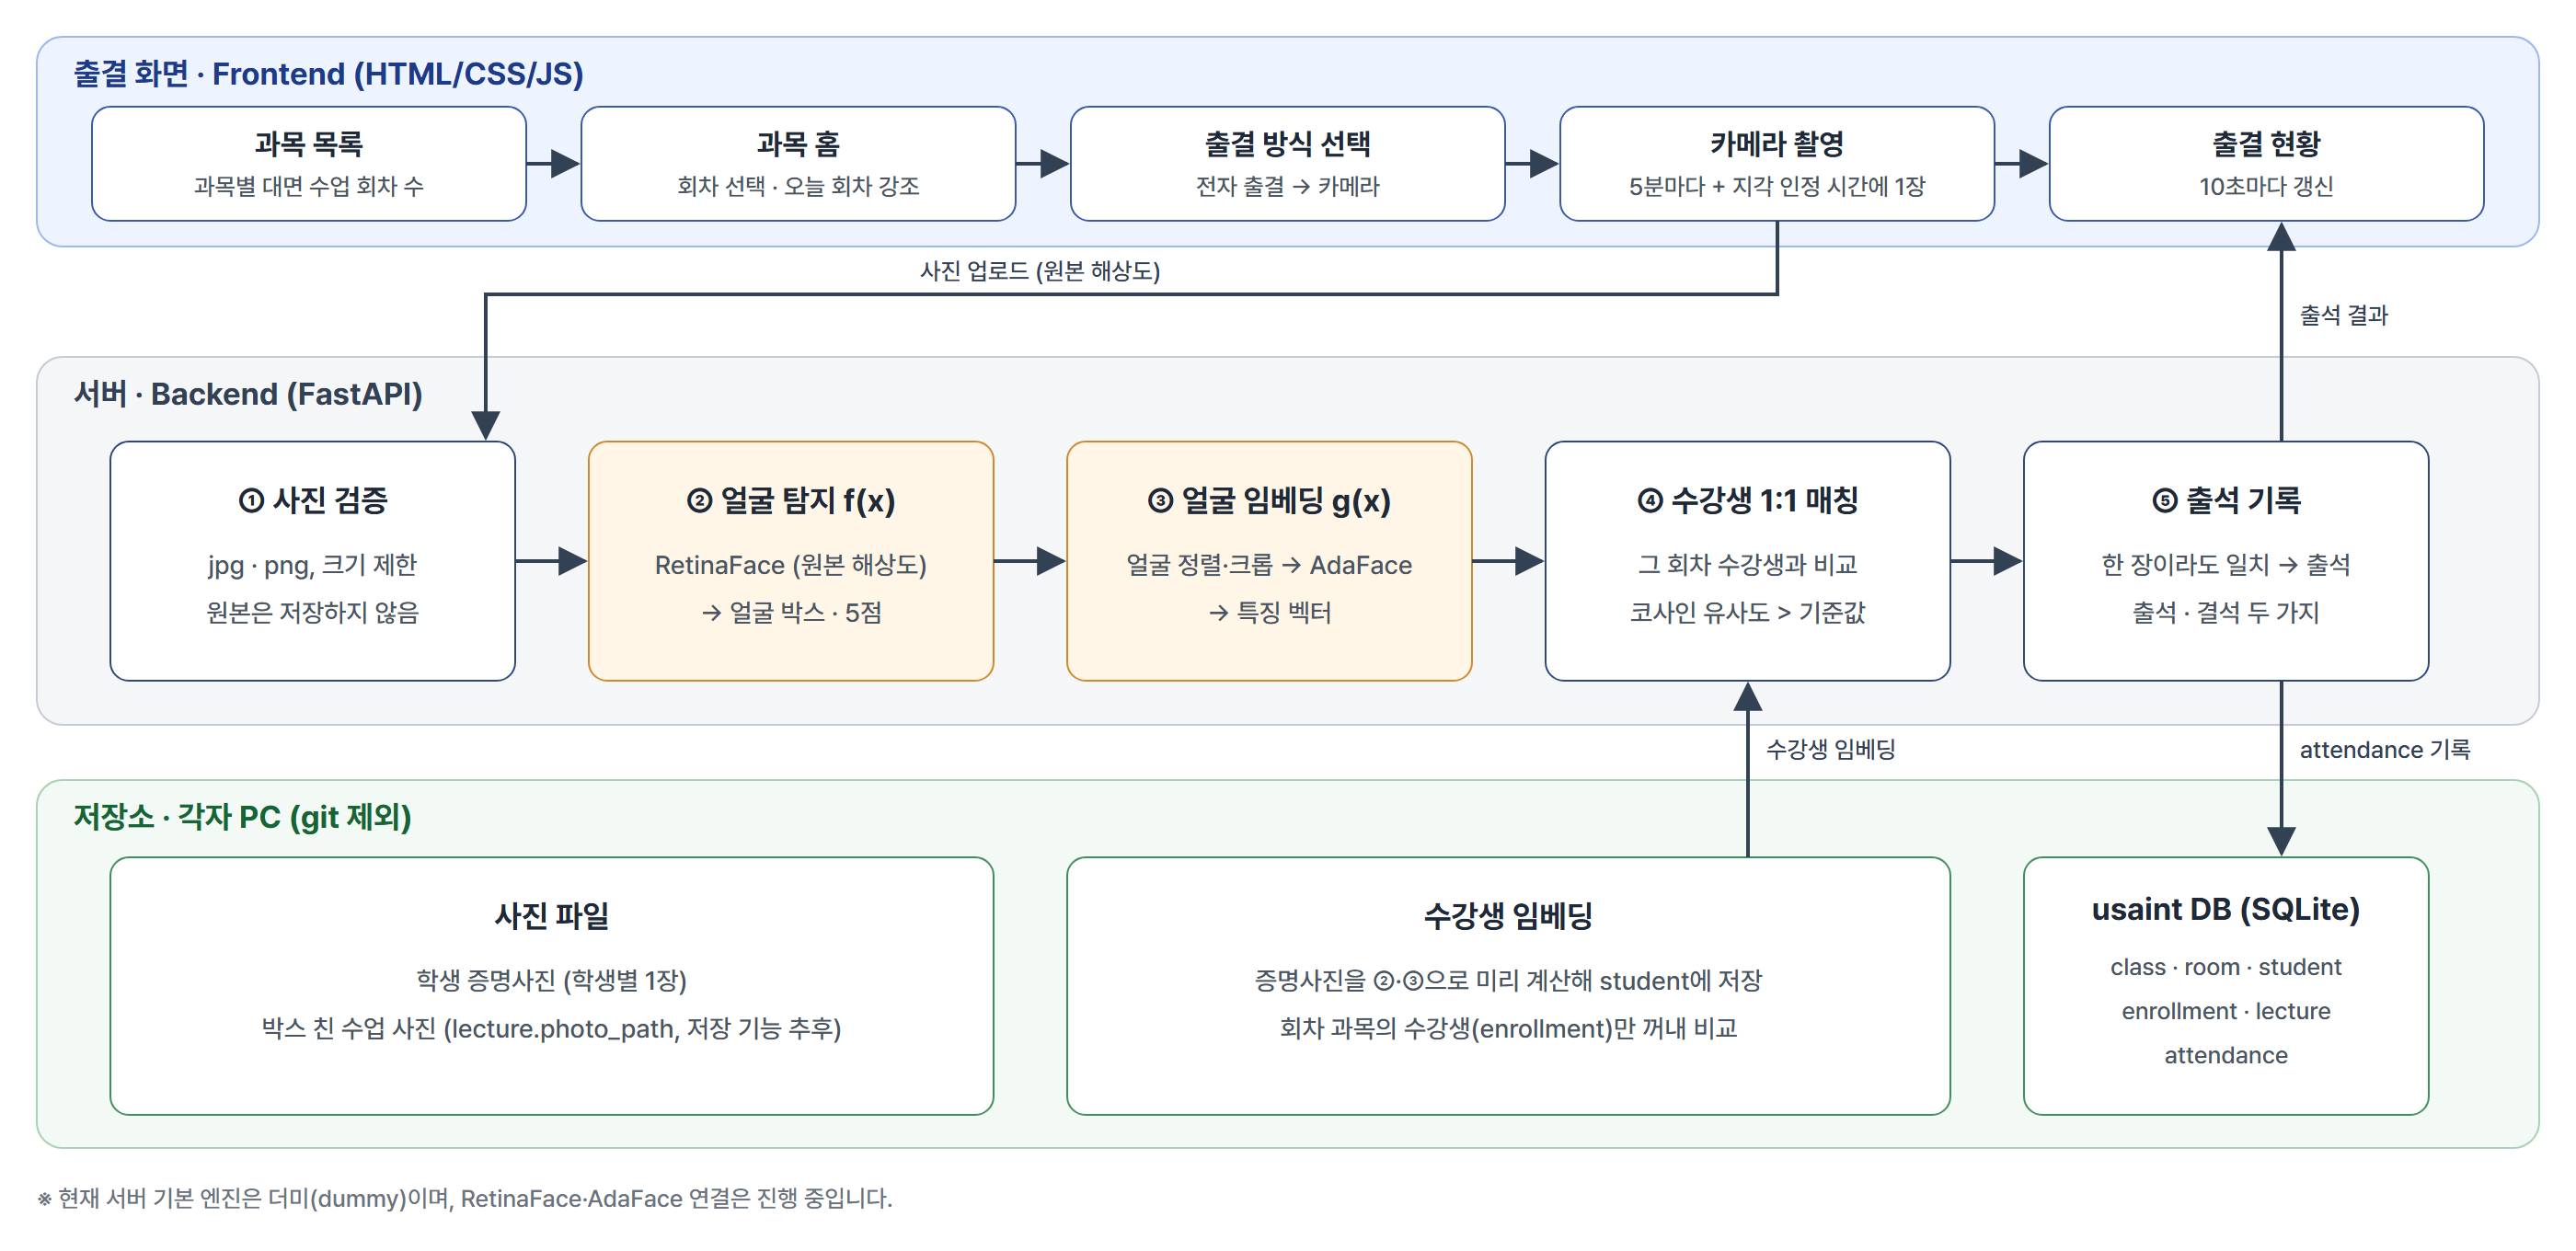 출결 화면 · Frontend (HTML/CSS/JS)
과목 목록
과목별 대면 수업 회차 수
과목 홈
회차 선택 · 오늘 회차 강조
출결 방식 선택
전자 출결 → 카메라
카메라 촬영
5분마다 + 지각 인정 시간에 1장
출결 현황
10초마다 갱신
사진 업로드 (원본 해상도)
출석 결과
서버 · Backend (FastAPI)
① 사진 검증
jpg · png, 크기 제한
원본은 저장하지 않음
② 얼굴 탐지 f(x)
RetinaFace (원본 해상도)
→ 얼굴 박스 · 5점
③ 얼굴 임베딩 g(x)
얼굴 정렬·크롭 → AdaFace
→ 특징 벡터
④ 수강생 1:1 매칭
그 회차 수강생과 비교
코사인 유사도 > 기준값
⑤ 출석 기록
한 장이라도 일치 → 출석
출석 · 결석 두 가지
수강생 임베딩
attendance 기록
저장소 · 각자 PC (git 제외)
사진 파일
학생 증명사진 (학생별 1장)
박스 친 수업 사진 (lecture.photo_path, 저장 기능 추후)
수강생 임베딩
증명사진을 ②·③으로 미리 계산해 student에 저장
회차 과목의 수강생(enrollment)만 꺼내 비교
usaint DB (SQLite)
class · room · student
enrollment · lecture
attendance
※ 현재 서버 기본 엔진은 더미(dummy)이며, RetinaFace·AdaFace 연결은 진행 중입니다.